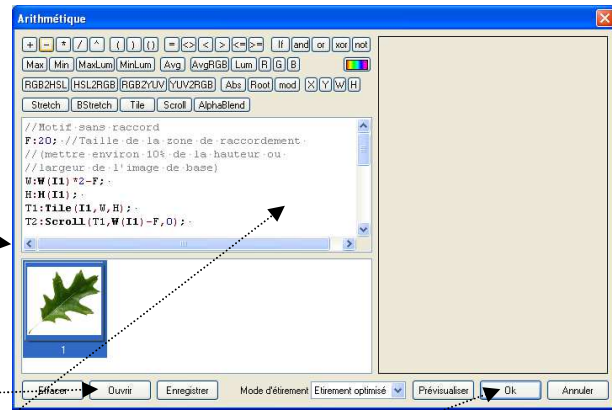 Arithmétique
+ - * / ^ ( ) () = <> < > <= >= If and or xor not
Max Min MaxLum MinLum Avg AvgRGB Lum R G B
RGB2HSL HSL2RGB RGB2YUV YUV2RGB Abs Root mod X Y W H
Stretch BStretch Tile Scroll AlphaBlend
//Motif sans raccord
F:20; //Taille de la zone de raccordement
//(mettre environ 10% de la hauteur ou
//largeur de l'image de base)
W:W(I1)*2-F;
H:H(I1);
T1:Tile(I1,W,H);
T2:Scroll(T1,W(I1)-F,0);
1
Effacer Ouvrir Enregistrer Mode d'étirement Etirement optimisé Prévisualiser Ok Annuler